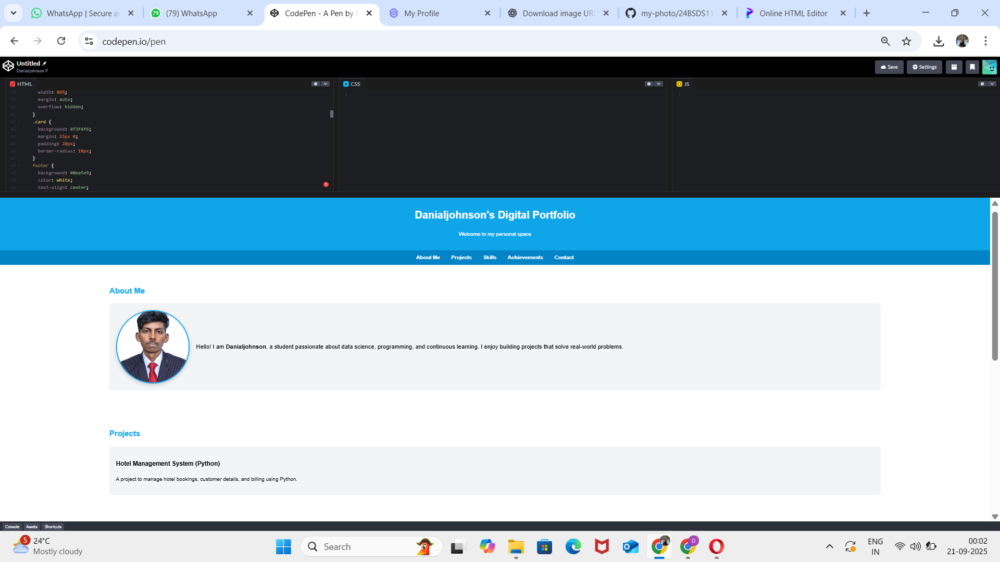 WhatsApp | Secure a
(79) WhatsApp
CodePen - A Pen by
My Profile
Download image UR
my-photo/24BSDS11
Online HTML Editor
codepen.io/pen
Untitled
Danialjohnson P
Save
Settings
HTML
CSS
JS
38 width: 80%;
39 margin: auto;
40 overflow: hidden;
41 }
42 .card {
43 background: #f3f4f6;
44 margin: 15px 0;
45 padding: 20px;
46 border-radius: 10px;
47 }
48 footer {
49 background: #0ea5e9;
50 color: white;
51 text-align: center;
1
1
Danialjohnson's Digital Portfolio
Welcome to my personal space
About Me Projects Skills Achievements Contact
About Me
Hello! I am Danialjohnson, a student passionate about data science, programming, and continuous learning. I enjoy building projects that solve real-world problems.
Projects
Hotel Management System (Python)
A project to manage hotel bookings, customer details, and billing using Python.
Console Assets Shortcuts
5
24°C
Mostly cloudy
Search
D
ENG
IN
00:02
21-09-2025